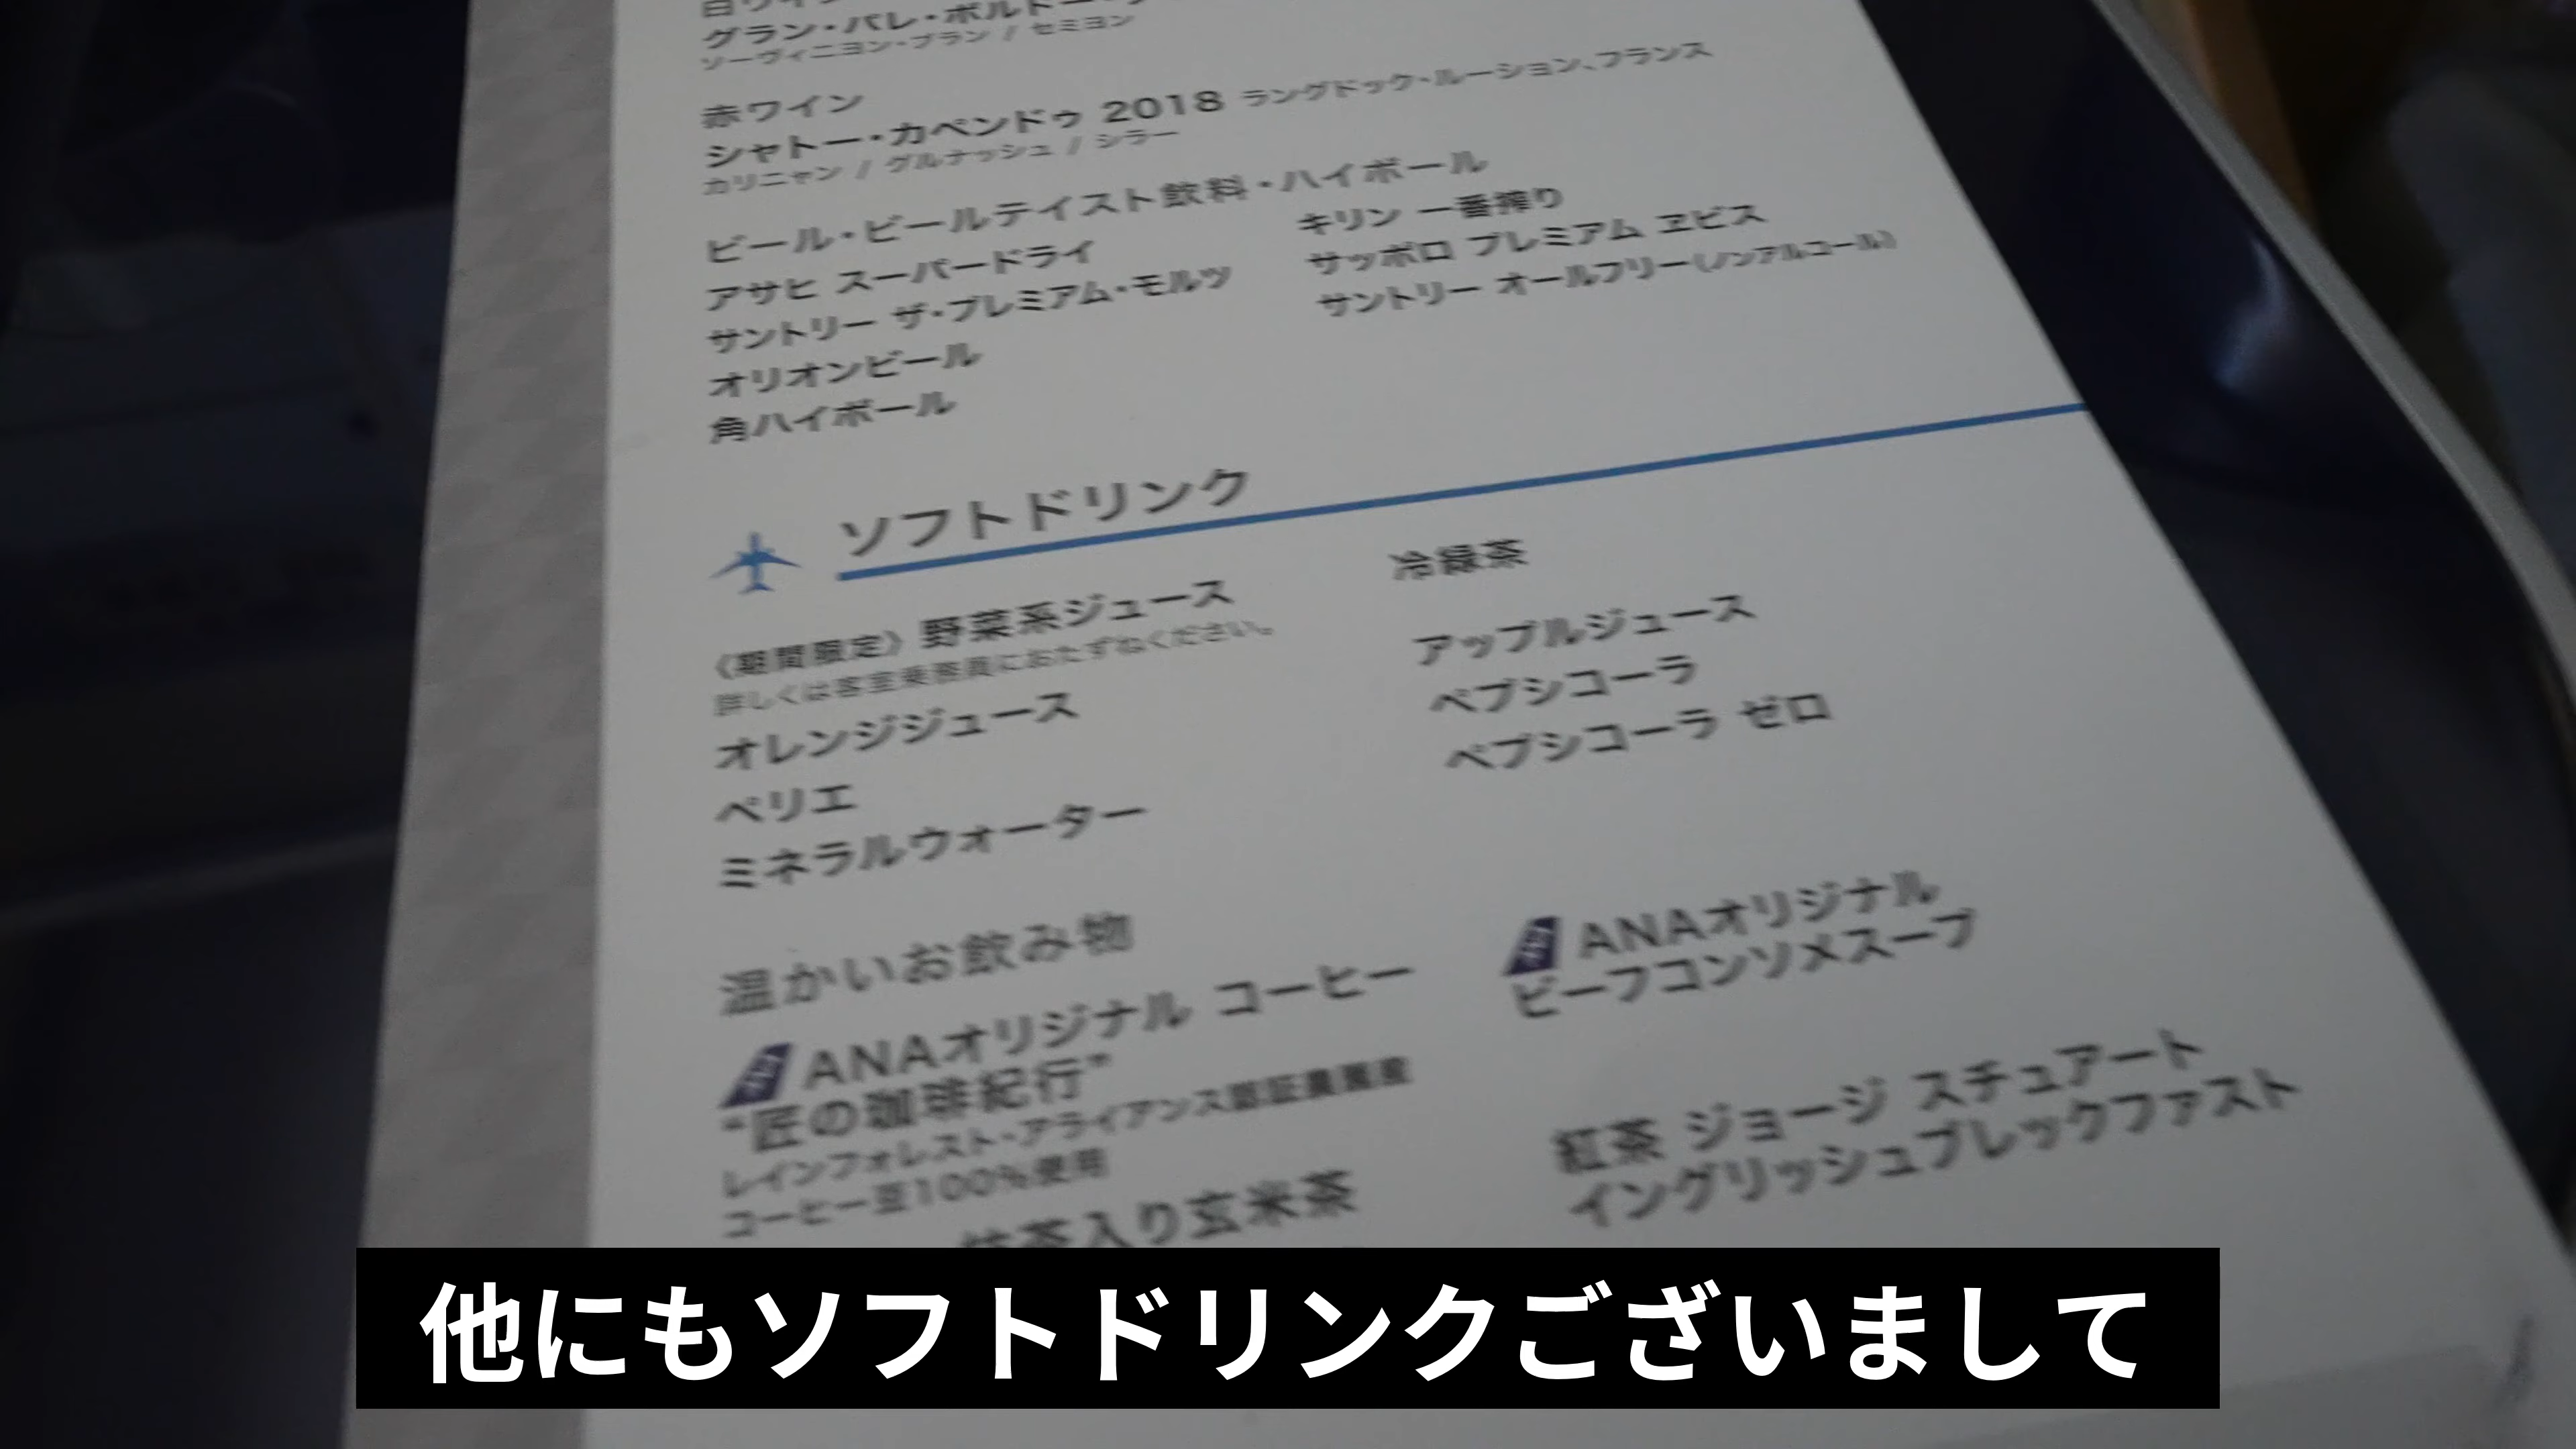 白ワイン
グラン・バレ・ボルドー
ソーヴィニヨン・ブラン / セミヨン
赤ワイン
シャトー・カペンドゥ 2018 ラングドック・ルーション、フランス
カリニャン / グルナッシュ / シラー
ビール・ビールテイスト飲料・ハイボール
アサヒ スーパードライ
キリン 一番搾り
サントリー ザ・プレミアム・モルツ
サッポロ プレミアム ヱビス
オリオンビール
サントリー オールフリー(ノンアルコール)
角ハイボール
ソフトドリンク
《期間限定》 野菜系ジュース
詳しくは客室乗務員におたずねください。
オレンジジュース
ペリエ
ミネラルウォーター
冷緑茶
アップルジュース
ペプシコーラ
ペプシコーラ ゼロ
温かいお飲み物
ANAオリジナル コーヒー
“匠の珈琲紀行”
レインフォレスト・アライアンス認証農園産
コーヒー豆100%使用
抹茶入り玄米茶
ANAオリジナル
ビーフコンソメスープ
紅茶 ジョージ スチュアート
イングリッシュブレックファスト
他にもソフトドリンクございまして